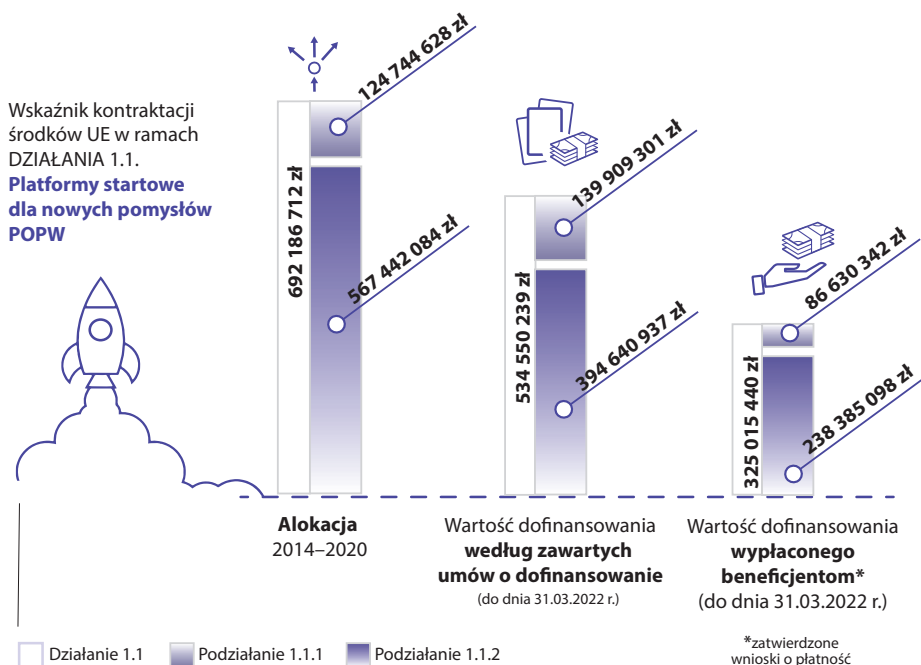 Wskaźnik kontraktacji
środków UE w ramach
DZIAŁANIA 1.1.
Platformy startowe
dla nowych pomysłów
POPW
692 186 712 zł
124 744 628 zł
567 442 084 zł
534 550 239 zł
139 909 301 zł
394 640 937 zł
325 015 440 zł
86 630 342 zł
238 385 098 zł
Alokacja
2014–2020
Wartość dofinansowania
według zawartych
umów o dofinansowanie
(do dnia 31.03.2022 r.)
Wartość dofinansowania
wypłaconego
beneficjentom*
(do dnia 31.03.2022 r.)
Działanie 1.1
Podziałanie 1.1.1
Podziałanie 1.1.2
*zatwierdzone
wnioski o płatność